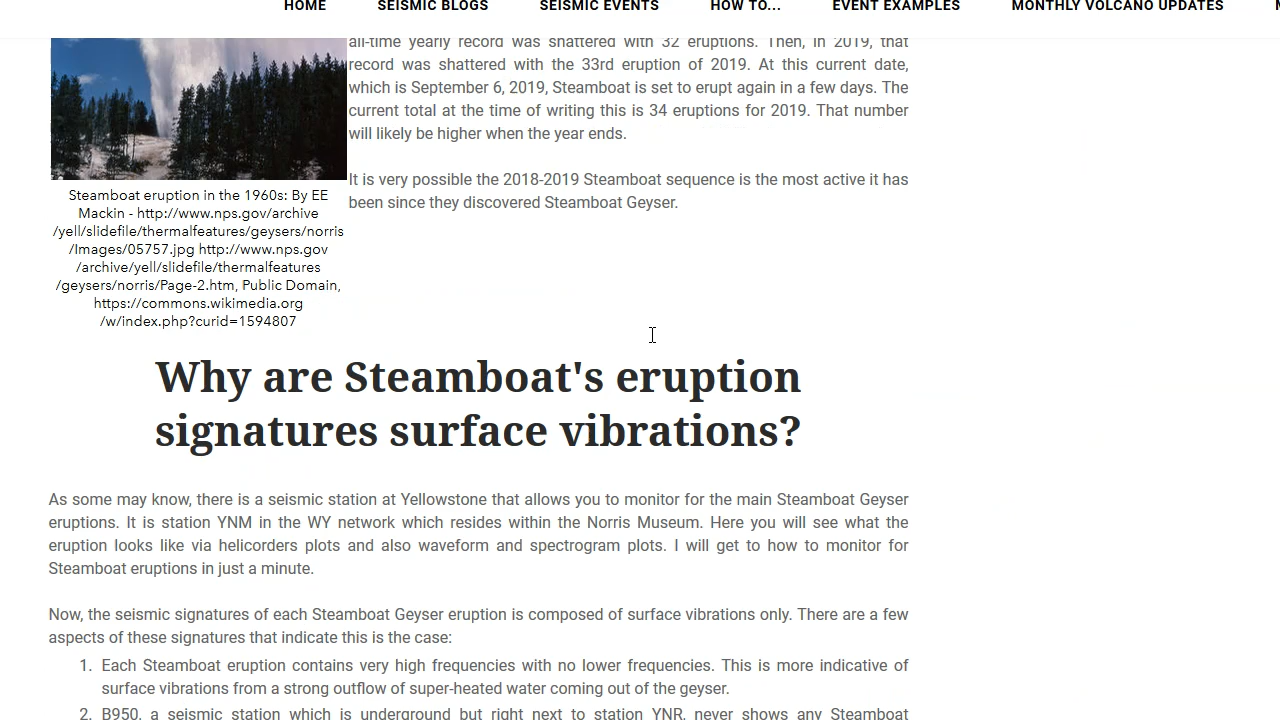 HOME SEISMIC BLOGS SEISMIC EVENTS HOW TO... EVENT EXAMPLES MONTHLY VOLCANO UPDATES
all-time yearly record was shattered with 32 eruptions. Then, in 2019, that
record was shattered with the 33rd eruption of 2019. At this current date,
which is September 6, 2019, Steamboat is set to erupt again in a few days. The
current total at the time of writing this is 34 eruptions for 2019. That number
will likely be higher when the year ends.
It is very possible the 2018-2019 Steamboat sequence is the most active it has
been since they discovered Steamboat Geyser.
Steamboat eruption in the 1960s: By EE
Mackin - http://www.nps.gov/archive
/yell/slidefile/thermalfeatures/geysers/norris
/Images/05757.jpg http://www.nps.gov
/archive/yell/slidefile/thermalfeatures
/geysers/norris/Page-2.htm, Public Domain,
https://commons.wikimedia.org
/w/index.php?curid=1594807
Why are Steamboat's eruption
signatures surface vibrations?
As some may know, there is a seismic station at Yellowstone that allows you to monitor for the main Steamboat Geyser
eruptions. It is station YNM in the WY network which resides within the Norris Museum. Here you will see what the
eruption looks like via helicorders plots and also waveform and spectrogram plots. I will get to how to monitor for
Steamboat eruptions in just a minute.
Now, the seismic signatures of each Steamboat Geyser eruption is composed of surface vibrations only. There are a few
aspects of these signatures that indicate this is the case:
1. Each Steamboat eruption contains very high frequencies with no lower frequencies. This is more indicative of
surface vibrations from a strong outflow of super-heated water coming out of the geyser.
2. B950, a seismic station which is underground but right next to station YNR, never shows any Steamboat